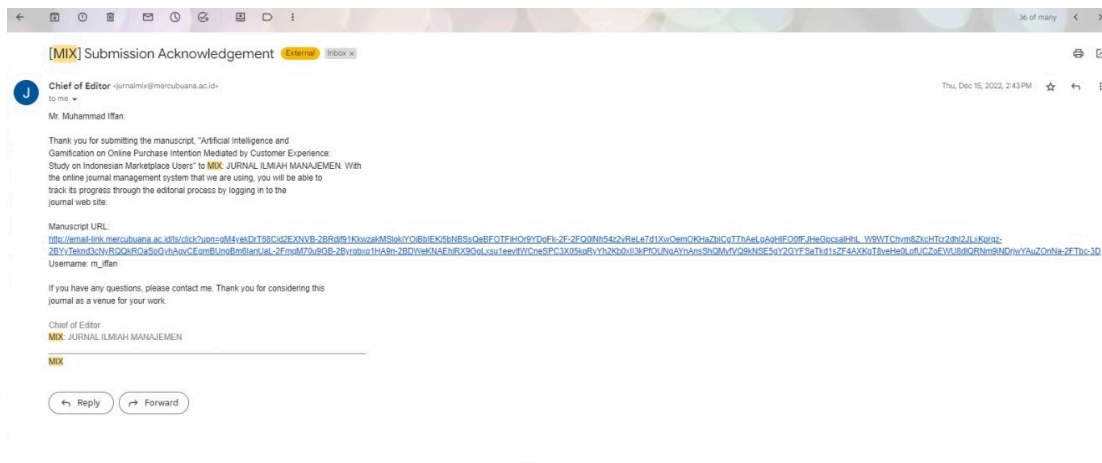 36 of many
[MIX] Submission Acknowledgement External Inbox x
J
Chief of Editor <jurnalmix@mercubuana.ac.id>
Thu, Dec 15, 2022, 2:43 PM
to me
Mr. Muhammad Iffan:
Thank you for submitting the manuscript, "Artificial Intelligence and
Gamification on Online Purchase Intention Mediated by Customer Experience:
Study on Indonesian Marketplace Users" to MIX: JURNAL ILMIAH MANAJEMEN. With
the online journal management system that we are using, you will be able to
track its progress through the editorial process by logging in to the
journal web site:
Manuscript URL:
Username: m_iffan
If you have any questions, please contact me. Thank you for considering this
journal as a venue for your work.
Chief of Editor
MIX: JURNAL ILMIAH MANAJEMEN
MIX
Reply Forward